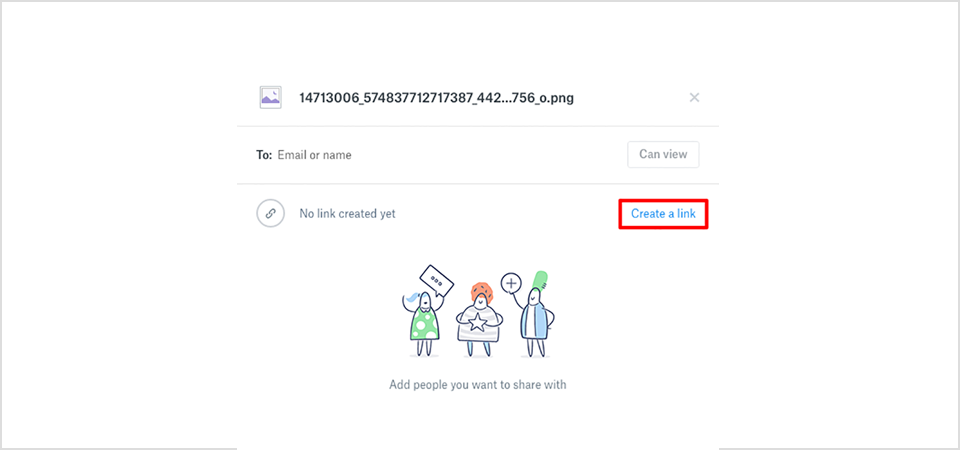 14713006_574837712717387_442...756_o.png
To: Email or name
Can view
No link created yet
Create a link
Add people you want to share with